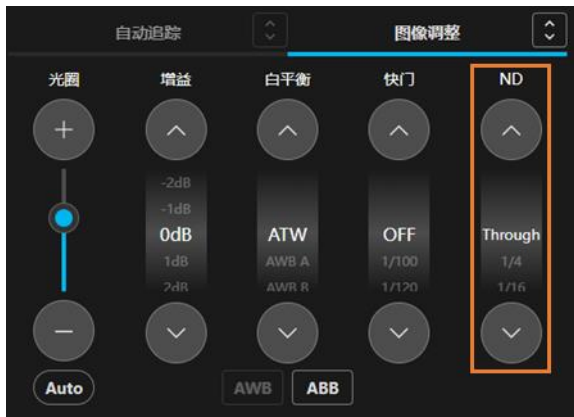 自动追踪 图像调整
光圈 增益 白平衡 快门 ND
-2dB
-1dB
0dB ATW OFF Through
1dB AWB A 1/100 1/4
2dB AWB B 1/120 1/16
Auto AWB ABB